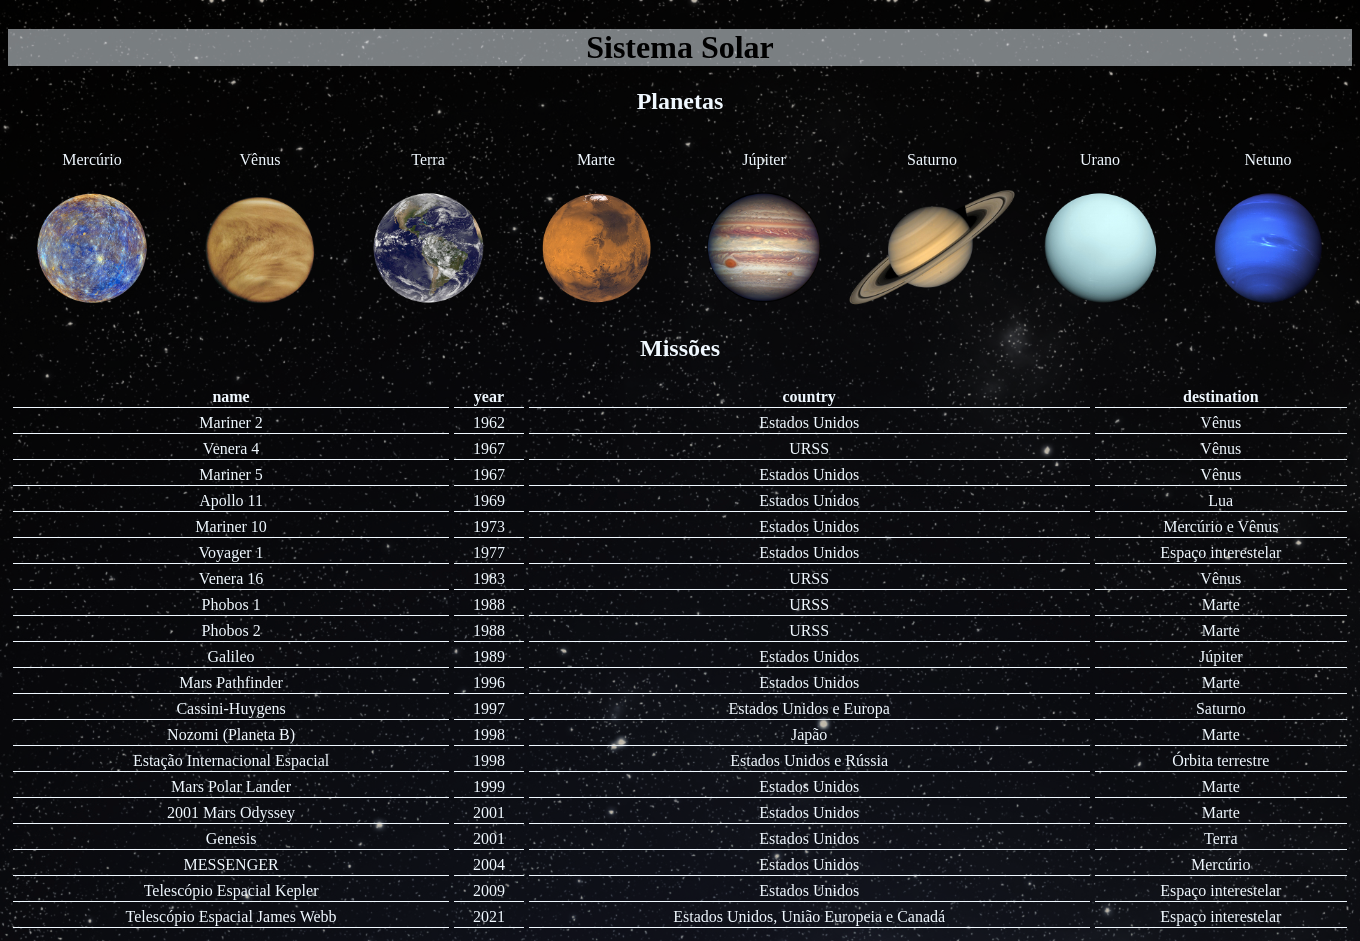 Sistema Solar
Planetas
Mercúrio Vênus Terra Marte Júpiter Saturno Urano Netuno
Missões
name year country destination
Mariner 2 1962 Estados Unidos Vênus
Venera 4 1967 URSS Vênus
Mariner 5 1967 Estados Unidos Vênus
Apollo 11 1969 Estados Unidos Lua
Mariner 10 1973 Estados Unidos Mercúrio e Vênus
Voyager 1 1977 Estados Unidos Espaço interestelar
Venera 16 1983 URSS Vênus
Phobos 1 1988 URSS Marte
Phobos 2 1988 URSS Marte
Galileo 1989 Estados Unidos Júpiter
Mars Pathfinder 1996 Estados Unidos Marte
Cassini-Huygens 1997 Estados Unidos e Europa Saturno
Nozomi (Planeta B) 1998 Japão Marte
Estação Internacional Espacial 1998 Estados Unidos e Rússia Órbita terrestre
Mars Polar Lander 1999 Estados Unidos Marte
2001 Mars Odyssey 2001 Estados Unidos Marte
Genesis 2001 Estados Unidos Terra
MESSENGER 2004 Estados Unidos Mercúrio
Telescópio Espacial Kepler 2009 Estados Unidos Espaço interestelar
Telescópio Espacial James Webb 2021 Estados Unidos, União Europeia e Canadá Espaço interestelar